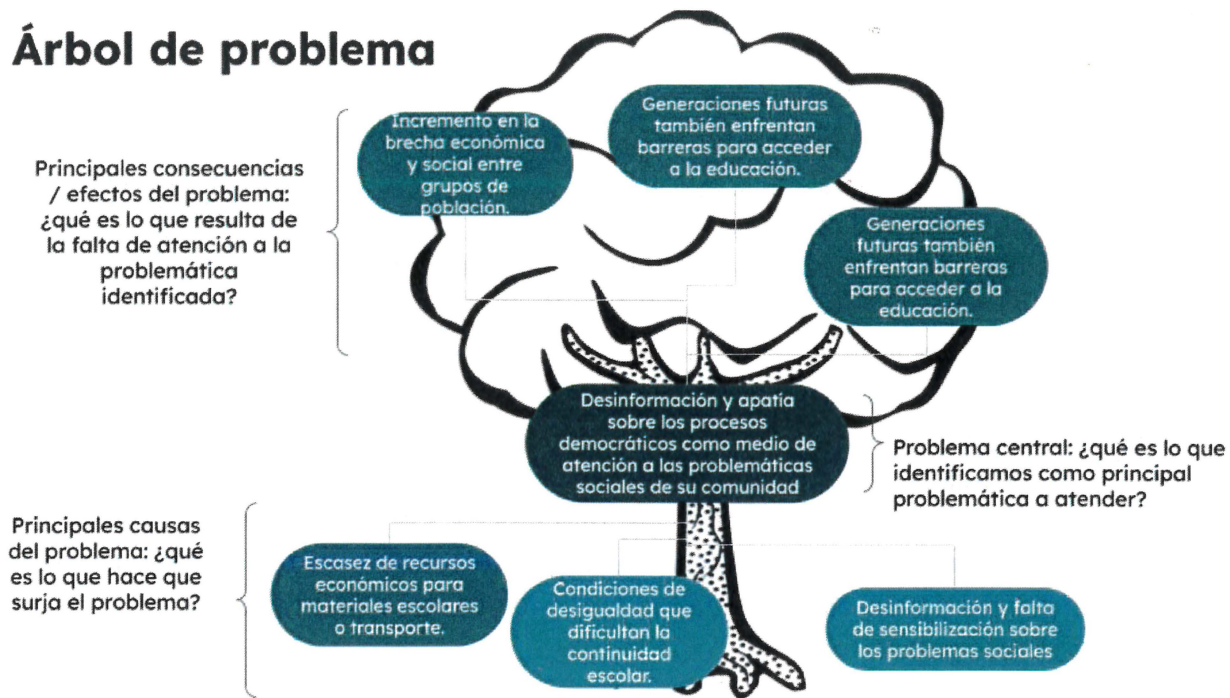 Árbol de problema
Principales consecuencias
/ efectos del problema:
¿qué es lo que resulta de
la falta de atención a la
problemática
identificada?
Incremento en la
brecha económica
y social entre
grupos de
población.
Generaciones futuras
también enfrentan
barreras para acceder
a la educación.
Generaciones
futuras también
enfrentan barreras
para acceder a la
educación.
Desinformación y apatía
sobre los procesos
democráticos como medio de
atención a las problemáticas
sociales de su comunidad
Problema central: ¿qué es lo que
identificamos como principal
problemática a atender?
Principales causas
del problema: ¿qué
es lo que hace que
surja el problema?
Escasez de recursos
económicos para
materiales escolares
o transporte.
Condiciones de
desigualdad que
dificultan la
continuidad
escolar.
Desinformación y falta
de sensibilización sobre
los problemas sociales